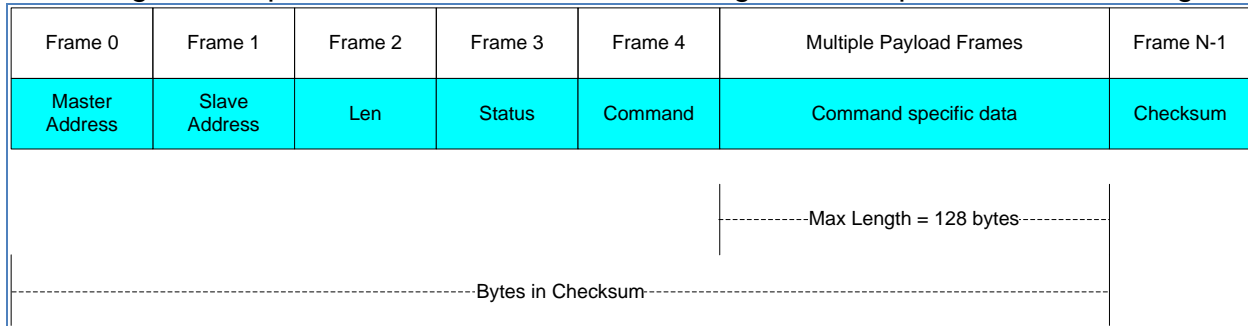 Frame 0 Frame 1 Frame 2 Frame 3 Frame 4 Multiple Payload Frames Frame N-1
Master Address Slave Address Len Status Command Command specific data Checksum
Max Length = 128 bytes
Bytes in Checksum